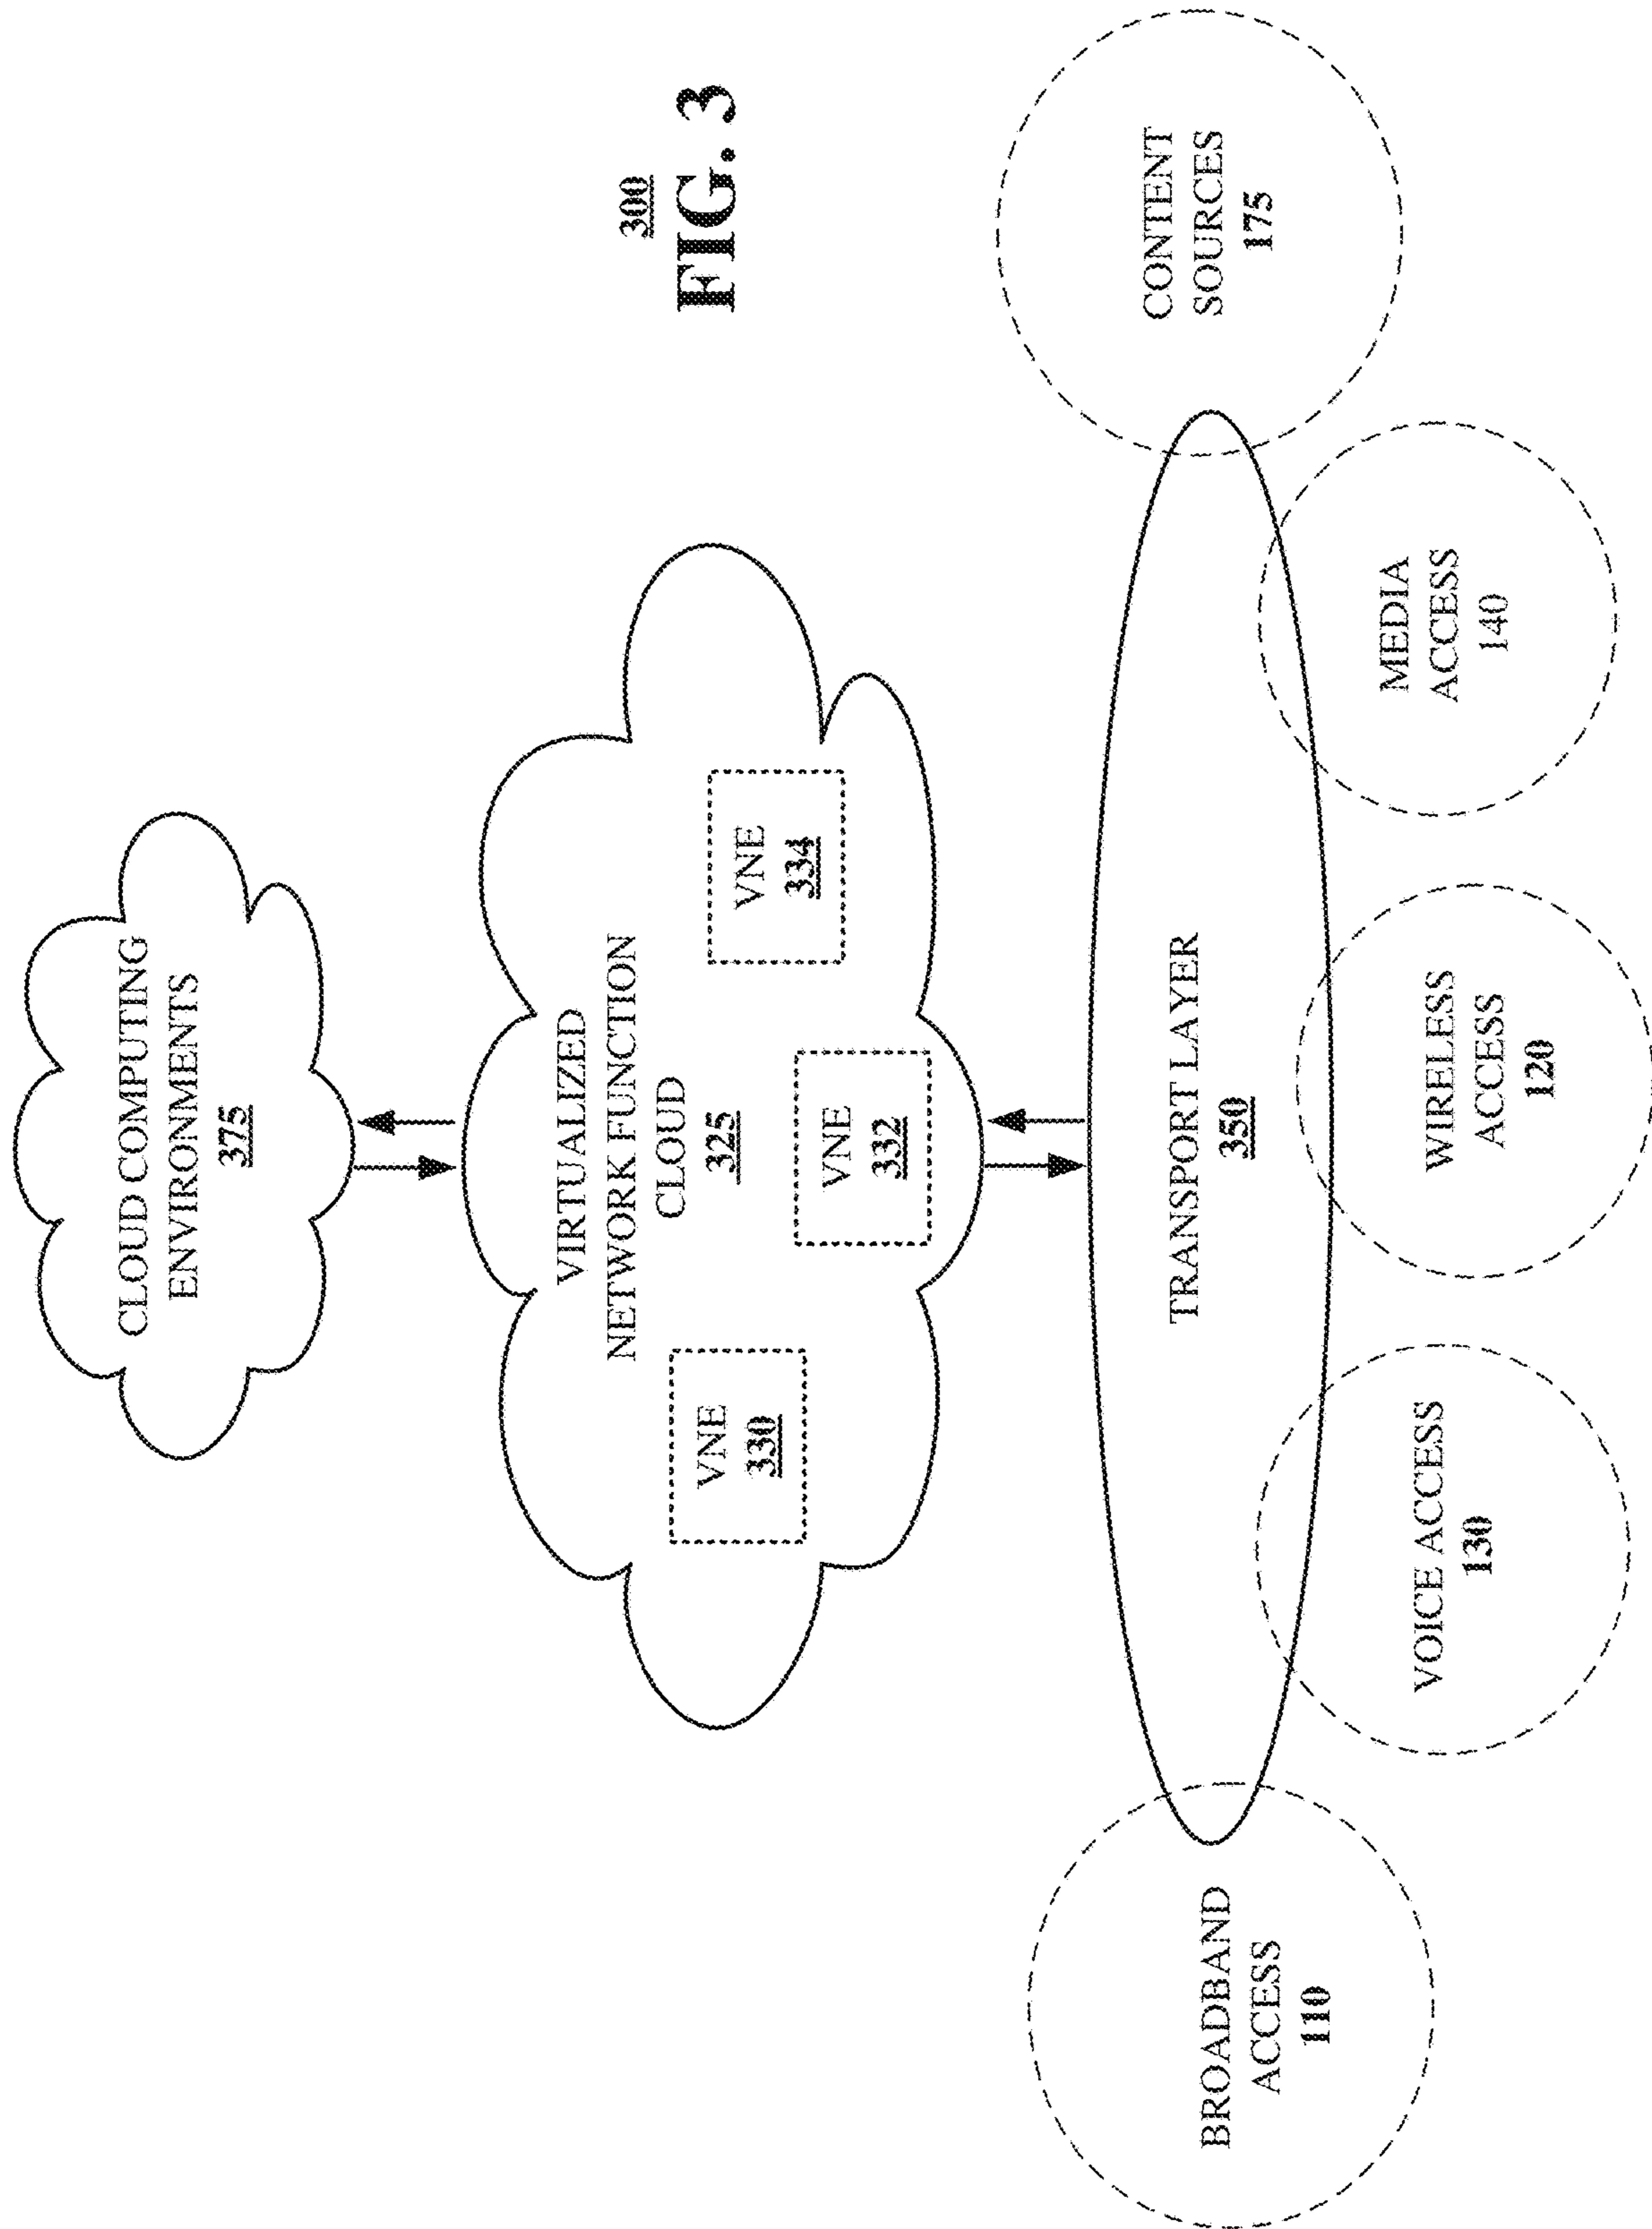 CLOUD COMPUTING
ENVIRONMENTS
375
300
FIG. 3
VIRTUALIZED
NETWORK FUNCTION
CLOUD
325
VNE
330
VNE
332
VNE
334
TRANSPORT LAYER
350
BROADBAND
ACCESS
110
VOICE ACCESS
130
WIRELESS
ACCESS
120
MEDIA
ACCESS
140
CONTENT
SOURCES
175